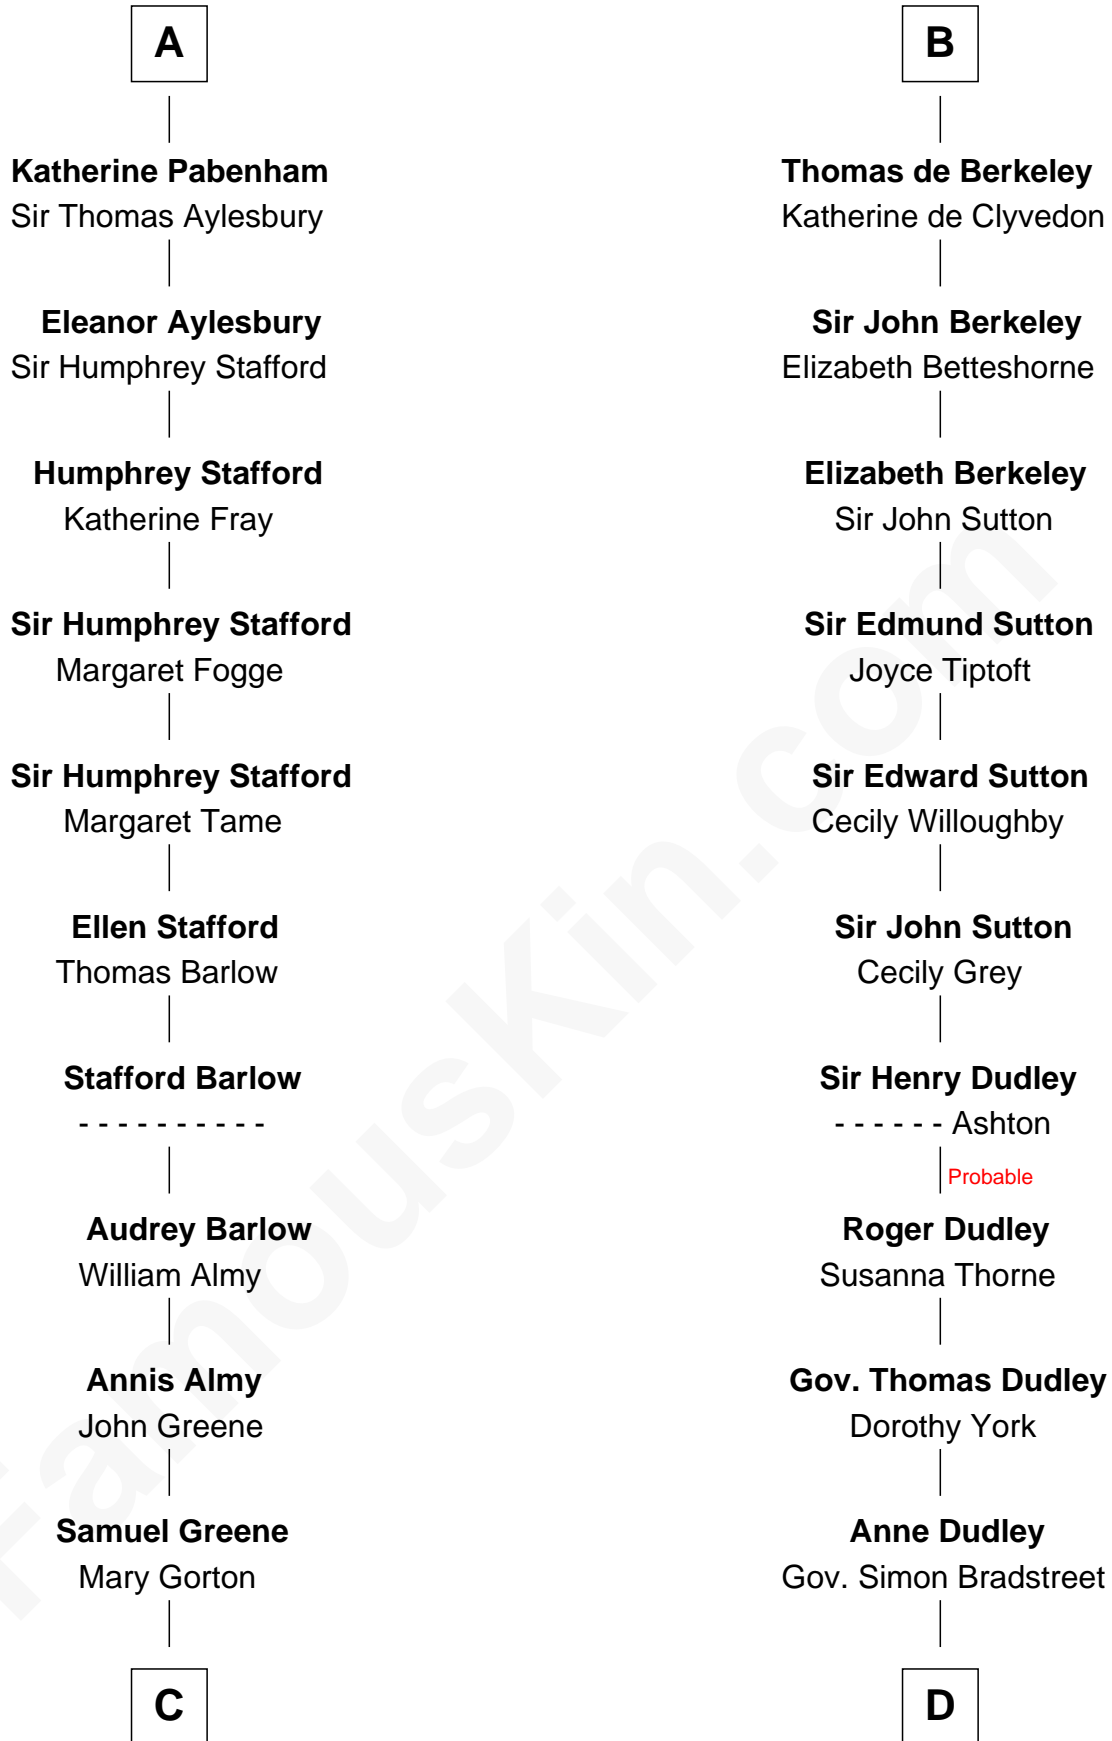 A
Katherine Pabenham
Sir Thomas Aylesbury
Eleanor Aylesbury
Sir Humphrey Stafford
Humphrey Stafford
Katherine Fray
Sir Humphrey Stafford
Margaret Fogge
Sir Humphrey Stafford
Margaret Tame
Ellen Stafford
Thomas Barlow
Stafford Barlow
- - - - - - - - - -
Audrey Barlow
William Almy
Annis Almy
John Greene
Samuel Greene
Mary Gorton
C
B
Thomas de Berkeley
Katherine de Clyvedon
Sir John Berkeley
Elizabeth Betteshorne
Elizabeth Berkeley
Sir John Sutton
Sir Edmund Sutton
Joyce Tiptoft
Sir Edward Sutton
Cecily Willoughby
Sir John Sutton
Cecily Grey
Sir Henry Dudley
- - - - - - Ashton
Probable
Roger Dudley
Susanna Thorne
Gov. Thomas Dudley
Dorothy York
Anne Dudley
Gov. Simon Bradstreet
D
FamousKin.com